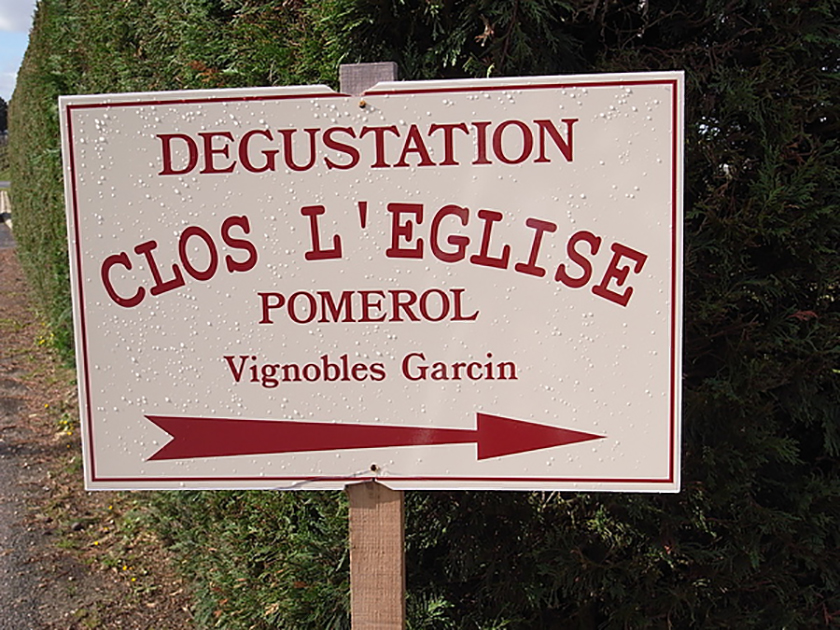 DEGUSTATION
CLOS L'EGLISE
POMEROL
Vignobles Garcin